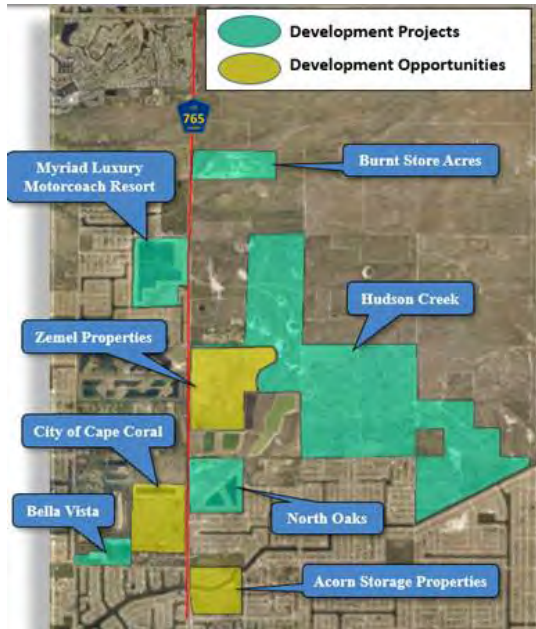 Development Projects
Development Opportunities
765
Burnt Store Acres
Myriad Luxury
Motorcoach Resort
Hudson Creek
Zemel Properties
City of Cape Coral
Bella Vista
North Oaks
Acorn Storage Properties